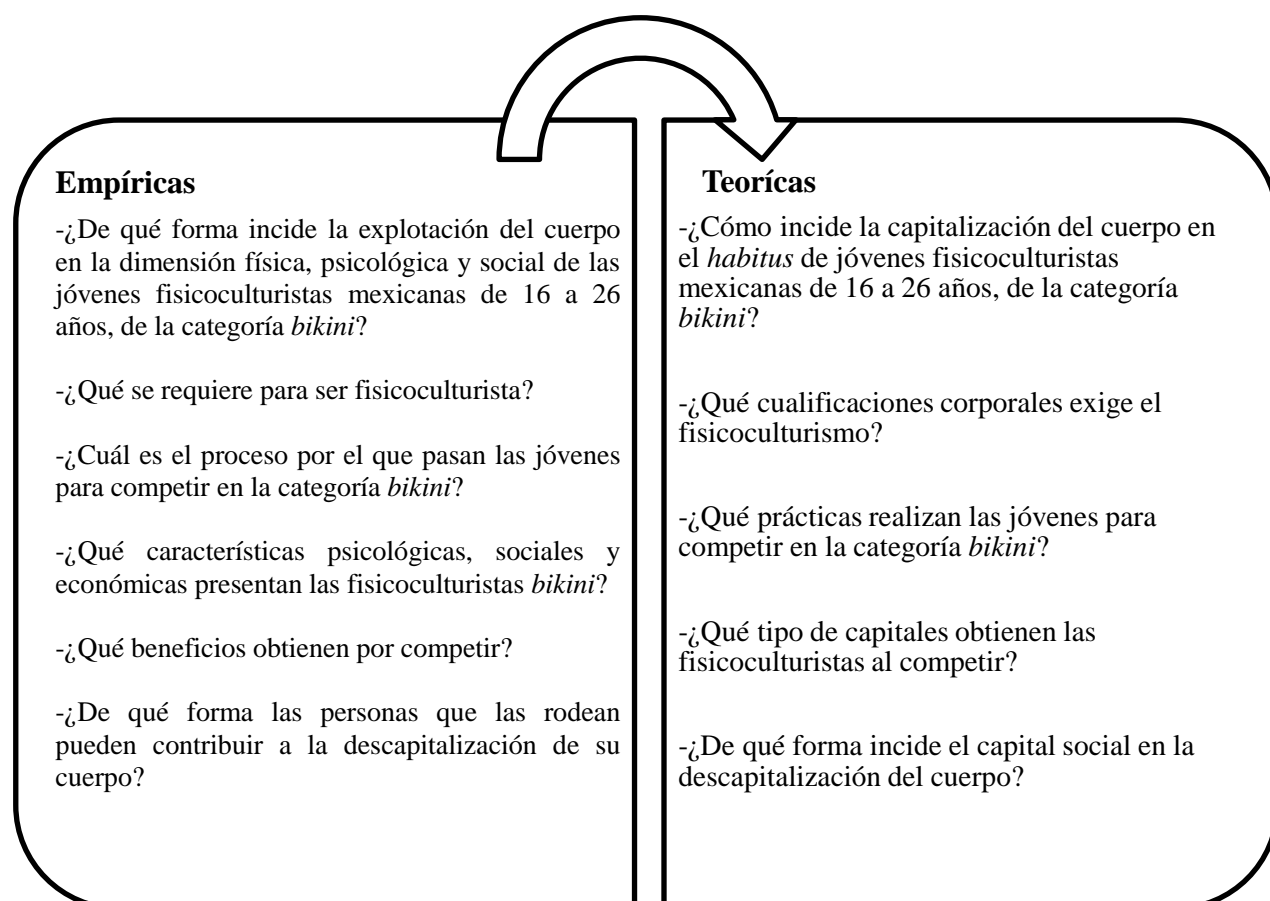 Empíricas
-¿De qué forma incide la explotación del cuerpo
en la dimensión física, psicológica y social de las
jóvenes fisicoculturistas mexicanas de 16 a 26
años, de la categoría bikini?
-¿Qué se requiere para ser fisicoculturista?
-¿Cuál es el proceso por el que pasan las jóvenes
para competir en la categoría bikini?
-¿Qué características psicológicas, sociales y
económicas presentan las fisicoculturistas bikini?
-¿Qué beneficios obtienen por competir?
-¿De qué forma las personas que las rodean
pueden contribuir a la descapitalización de su
cuerpo?
Teorícas
-¿Cómo incide la capitalización del cuerpo en
el habitus de jóvenes fisicoculturistas
mexicanas de 16 a 26 años, de la categoría
bikini?
-¿Qué cualificaciones corporales exige el
fisicoculturismo?
-¿Qué prácticas realizan las jóvenes para
competir en la categoría bikini?
-¿Qué tipo de capitales obtienen las
fisicoculturistas al competir?
-¿De qué forma incide el capital social en la
descapitalización del cuerpo?